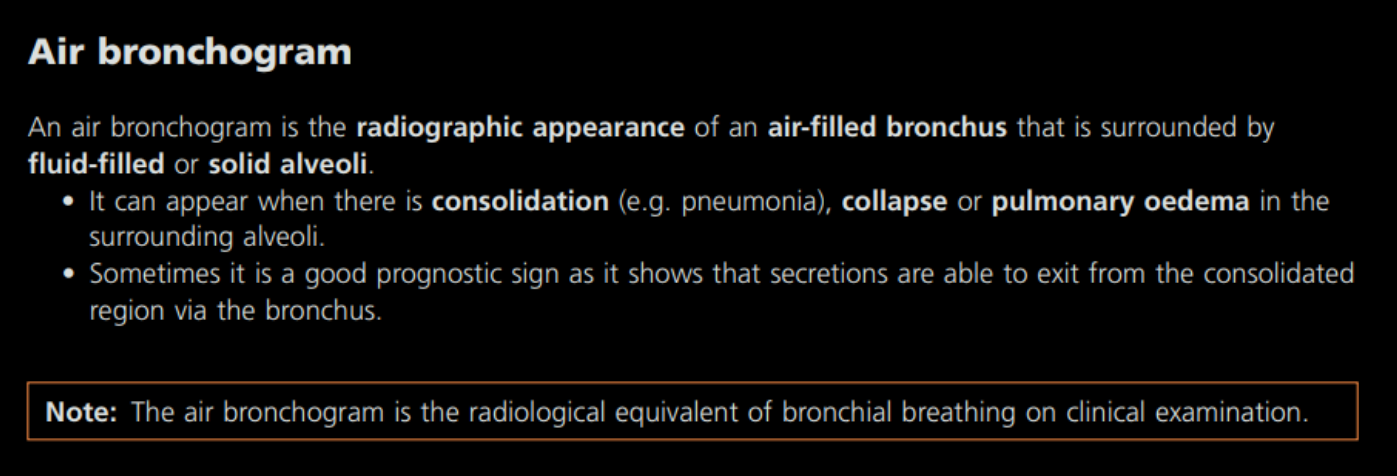 Air bronchogram
An air bronchogram is the radiographic appearance of an air-filled bronchus that is surrounded by
fluid-filled or solid alveoli.
• It can appear when there is consolidation (e.g. pneumonia), collapse or pulmonary oedema in the
surrounding alveoli.
• Sometimes it is a good prognostic sign as it shows that secretions are able to exit from the consolidated
region via the bronchus.
Note: The air bronchogram is the radiological equivalent of bronchial breathing on clinical examination.